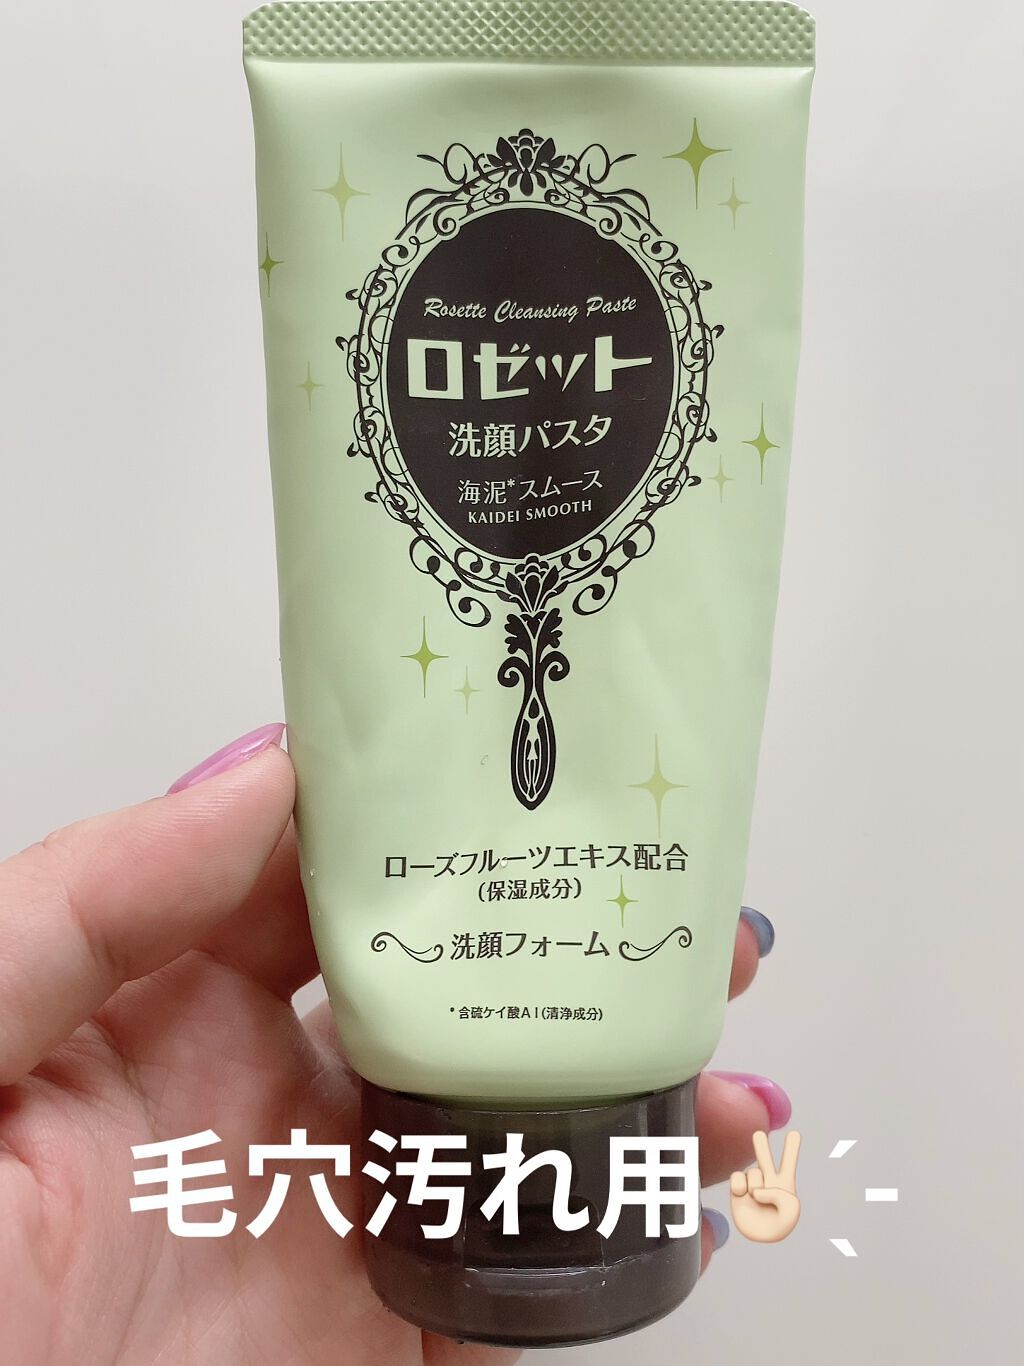 Rosette Cleansing Paste
ロゼット
洗顔パスタ
海泥*スムース
KAIDEI SMOOTH
ローズフルーツエキス配合
(保湿成分)
洗顔フォーム
*含硫ケイ酸Al(清浄成分)
毛穴汚れ用✌🏻 ̖́-